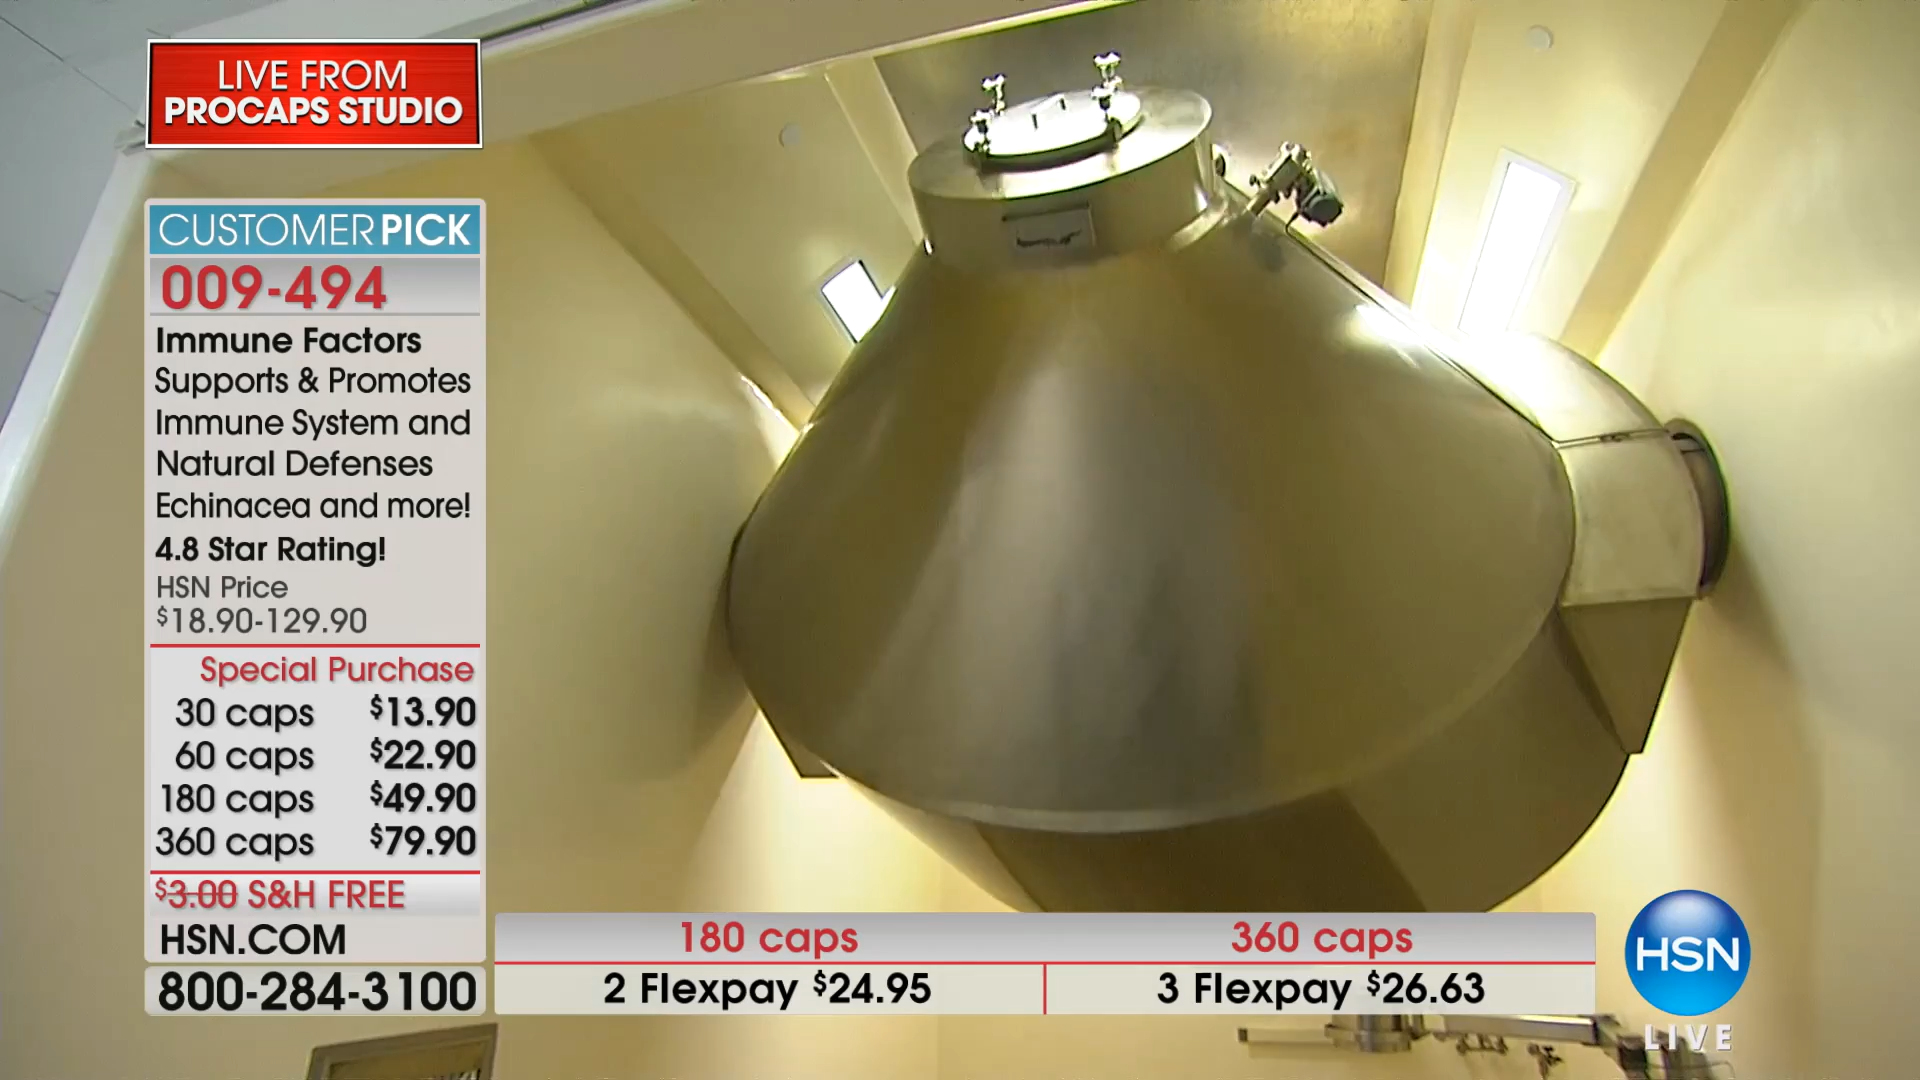 LIVE FROM
PROCAPS STUDIO
CUSTOMERPICK
009-494
Immune Factors
Supports & Promotes
Immune System and
Natural Defenses
Echinacea and more!
4.8 Star Rating!
HSN Price
$18.90-129.90
Special Purchase
30 caps $13.90
60 caps $22.90
180 caps $49.90
360 caps $79.90
$3.00 S&H FREE
HSN.COM
800-284-3100
180 caps 360 caps
2 Flexpay $24.95 3 Flexpay $26.63
HSN
LIVE